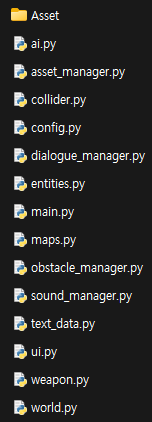 Asset
ai.py
asset_manager.py
collider.py
config.py
dialogue_manager.py
entities.py
main.py
maps.py
obstacle_manager.py
sound_manager.py
text_data.py
ui.py
weapon.py
world.py